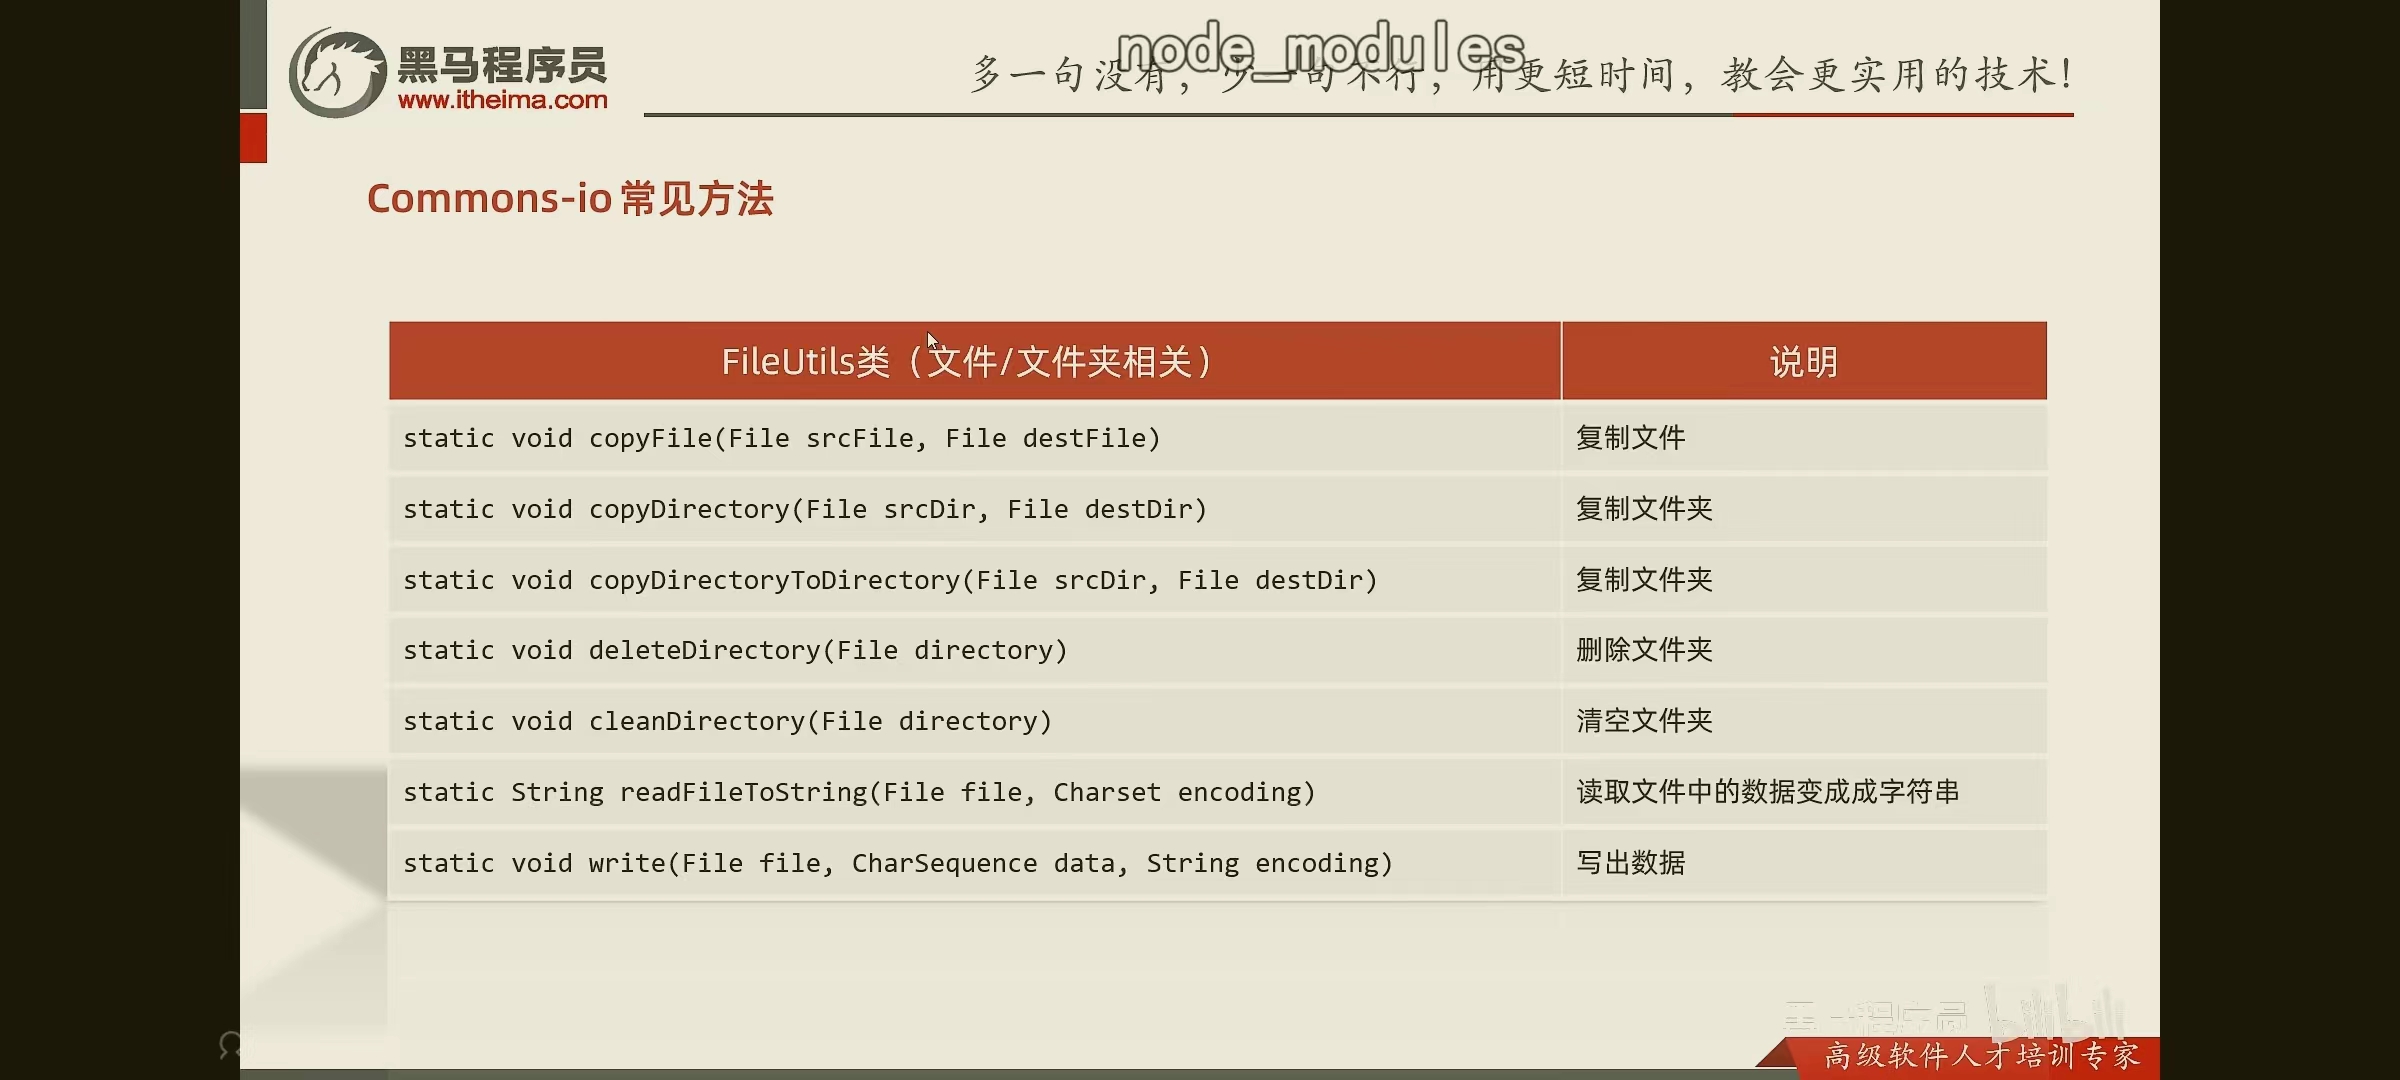 黑马程序员
www.itheima.com
node_modules
多一句没有，少一句不行，用更短时间，教会更实用的技术！
Commons-io 常见方法
FileUtils类（文件/文件夹相关） 说明
static void copyFile(File srcFile, File destFile) 复制文件
static void copyDirectory(File srcDir, File destDir) 复制文件夹
static void copyDirectoryToDirectory(File srcDir, File destDir) 复制文件夹
static void deleteDirectory(File directory) 删除文件夹
static void cleanDirectory(File directory) 清空文件夹
static String readFileToString(File file, Charset encoding) 读取文件中的数据变成成字符串
static void write(File file, CharSequence data, String encoding) 写出数据
黑马程序员 bilibili
高级软件人才培训专家